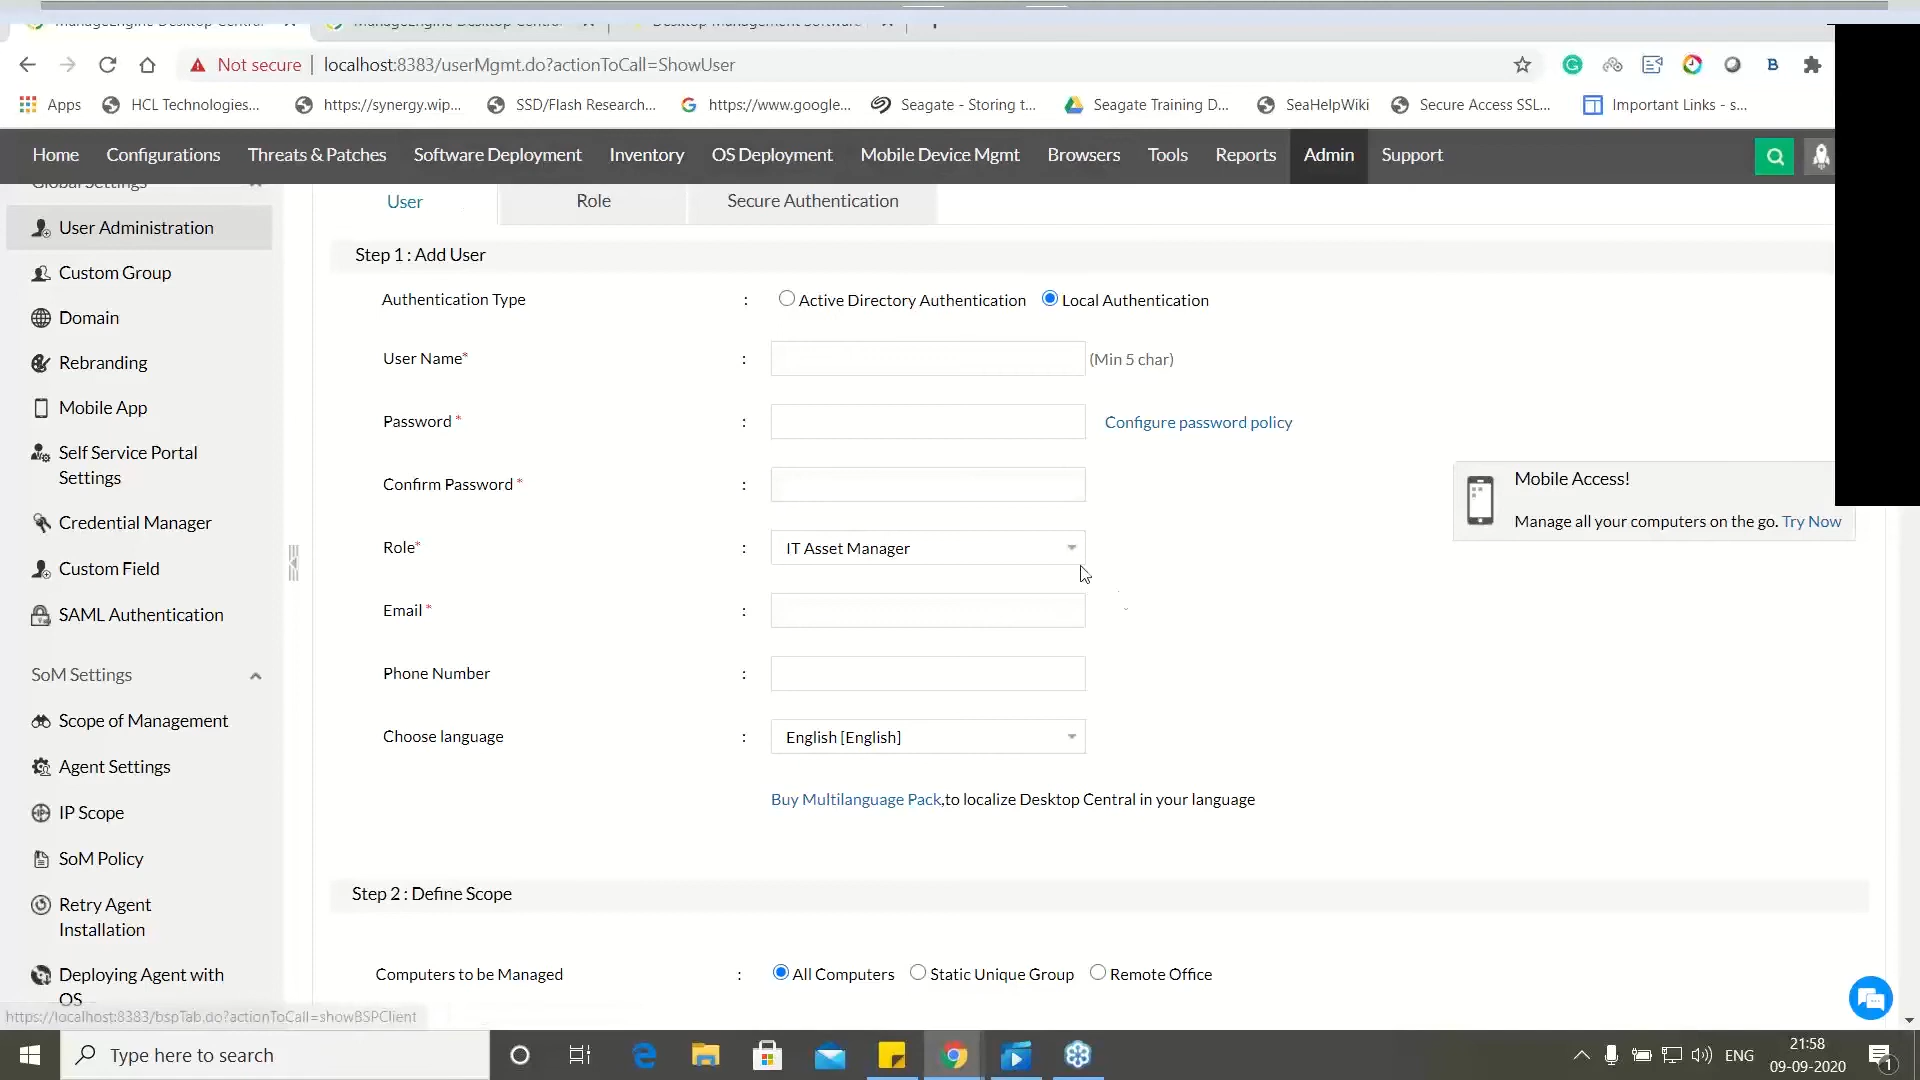 Not secure
localhost:8383/userMgmt.do?actionToCall=ShowUser
Apps
HCL Technologies...
https://synergy.wip...
SSD/Flash Research...
https://www.google...
Seagate - Storing t...
Seagate Training D...
SeaHelpWiki
Secure Access SSL...
Important Links - s...
Home
Configurations
Threats & Patches
Software Deployment
Inventory
OS Deployment
Mobile Device Mgmt
Browsers
Tools
Reports
Admin
Support
Global Settings
User Administration
Custom Group
Domain
Rebranding
Mobile App
Self Service Portal
Settings
Credential Manager
Custom Field
SAML Authentication
SoM Settings
Scope of Management
Agent Settings
IP Scope
SoM Policy
Retry Agent
Installation
Deploying Agent with
OS
https://localhost:8383/bspTab.do?actionToCall=showBSPClient
User
Role
Secure Authentication
Step 1 : Add User
Authentication Type : Active Directory Authentication Local Authentication
User Name* : (Min 5 char)
Password * : Configure password policy
Confirm Password * :
Role* : IT Asset Manager
Email * :
Phone Number :
Choose language : English [English]
Buy Multilanguage Pack,to localize Desktop Central in your language
Mobile Access!
Manage all your computers on the go. Try Now
Step 2 : Define Scope
Computers to be Managed : All Computers Static Unique Group Remote Office
Type here to search
ENG
21:58
09-09-2020
1